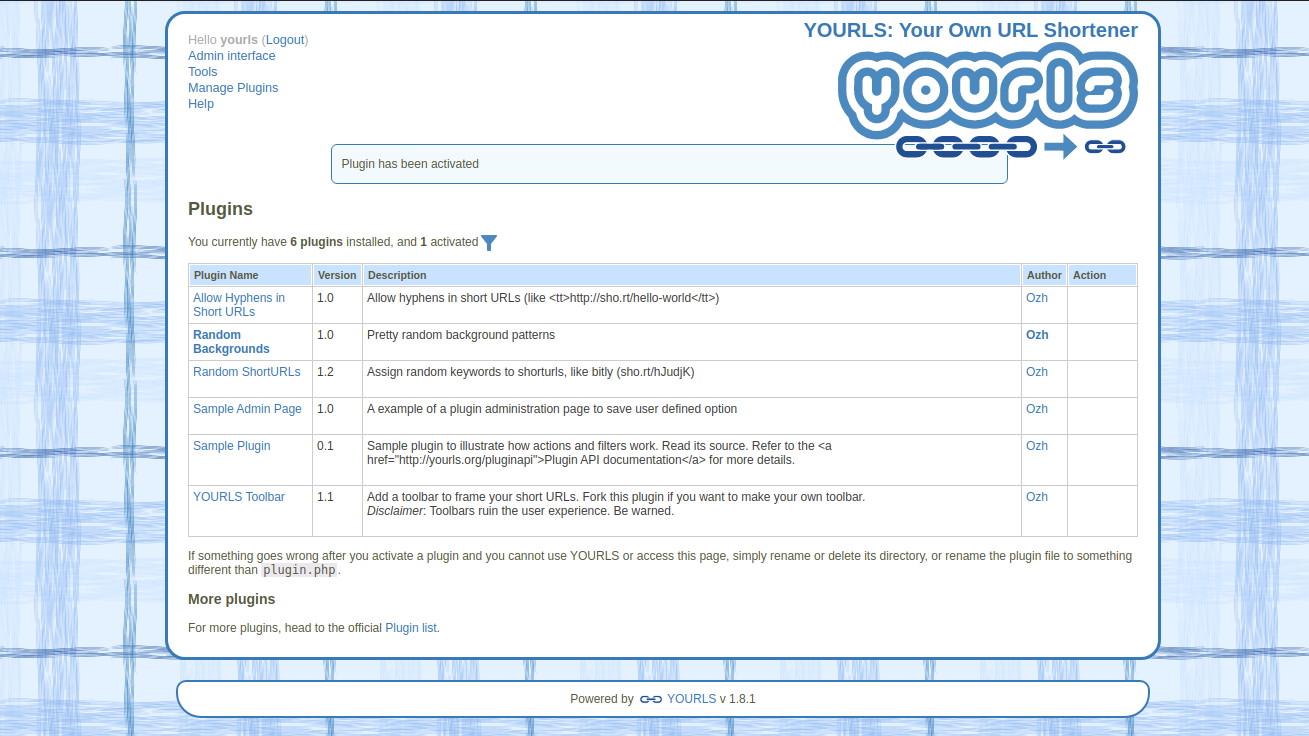 Hello yourls (Logout)
Admin interface
Tools
Manage Plugins
Help
YOURLS: Your Own URL Shortener
yourls
Plugin has been activated
Plugins
You currently have 6 plugins installed, and 1 activated
Plugin Name Version Description Author Action
Allow Hyphens in 1.0 Allow hyphens in short URLs (like <tt>http://sho.rt/hello-world</tt>) Ozh
Short URLs
Random 1.0 Pretty random background patterns Ozh
Backgrounds
Random ShortURLs 1.2 Assign random keywords to shorturls, like bitly (sho.rt/hJudjK) Ozh
Sample Admin Page 1.0 A example of a plugin administration page to save user defined option Ozh
Sample Plugin 0.1 Sample plugin to illustrate how actions and filters work. Read its source. Refer to the <a Ozh
href="http://yourls.org/pluginapi">Plugin API documentation</a> for more details.
YOURLS Toolbar 1.1 Add a toolbar to frame your short URLs. Fork this plugin if you want to make your own toolbar. Ozh
Disclaimer: Toolbars ruin the user experience. Be warned.
If something goes wrong after you activate a plugin and you cannot use YOURLS or access this page, simply rename or delete its directory, or rename the plugin file to something
different than plugin.php.
More plugins
For more plugins, head to the official Plugin list.
Powered by YOURLS v 1.8.1